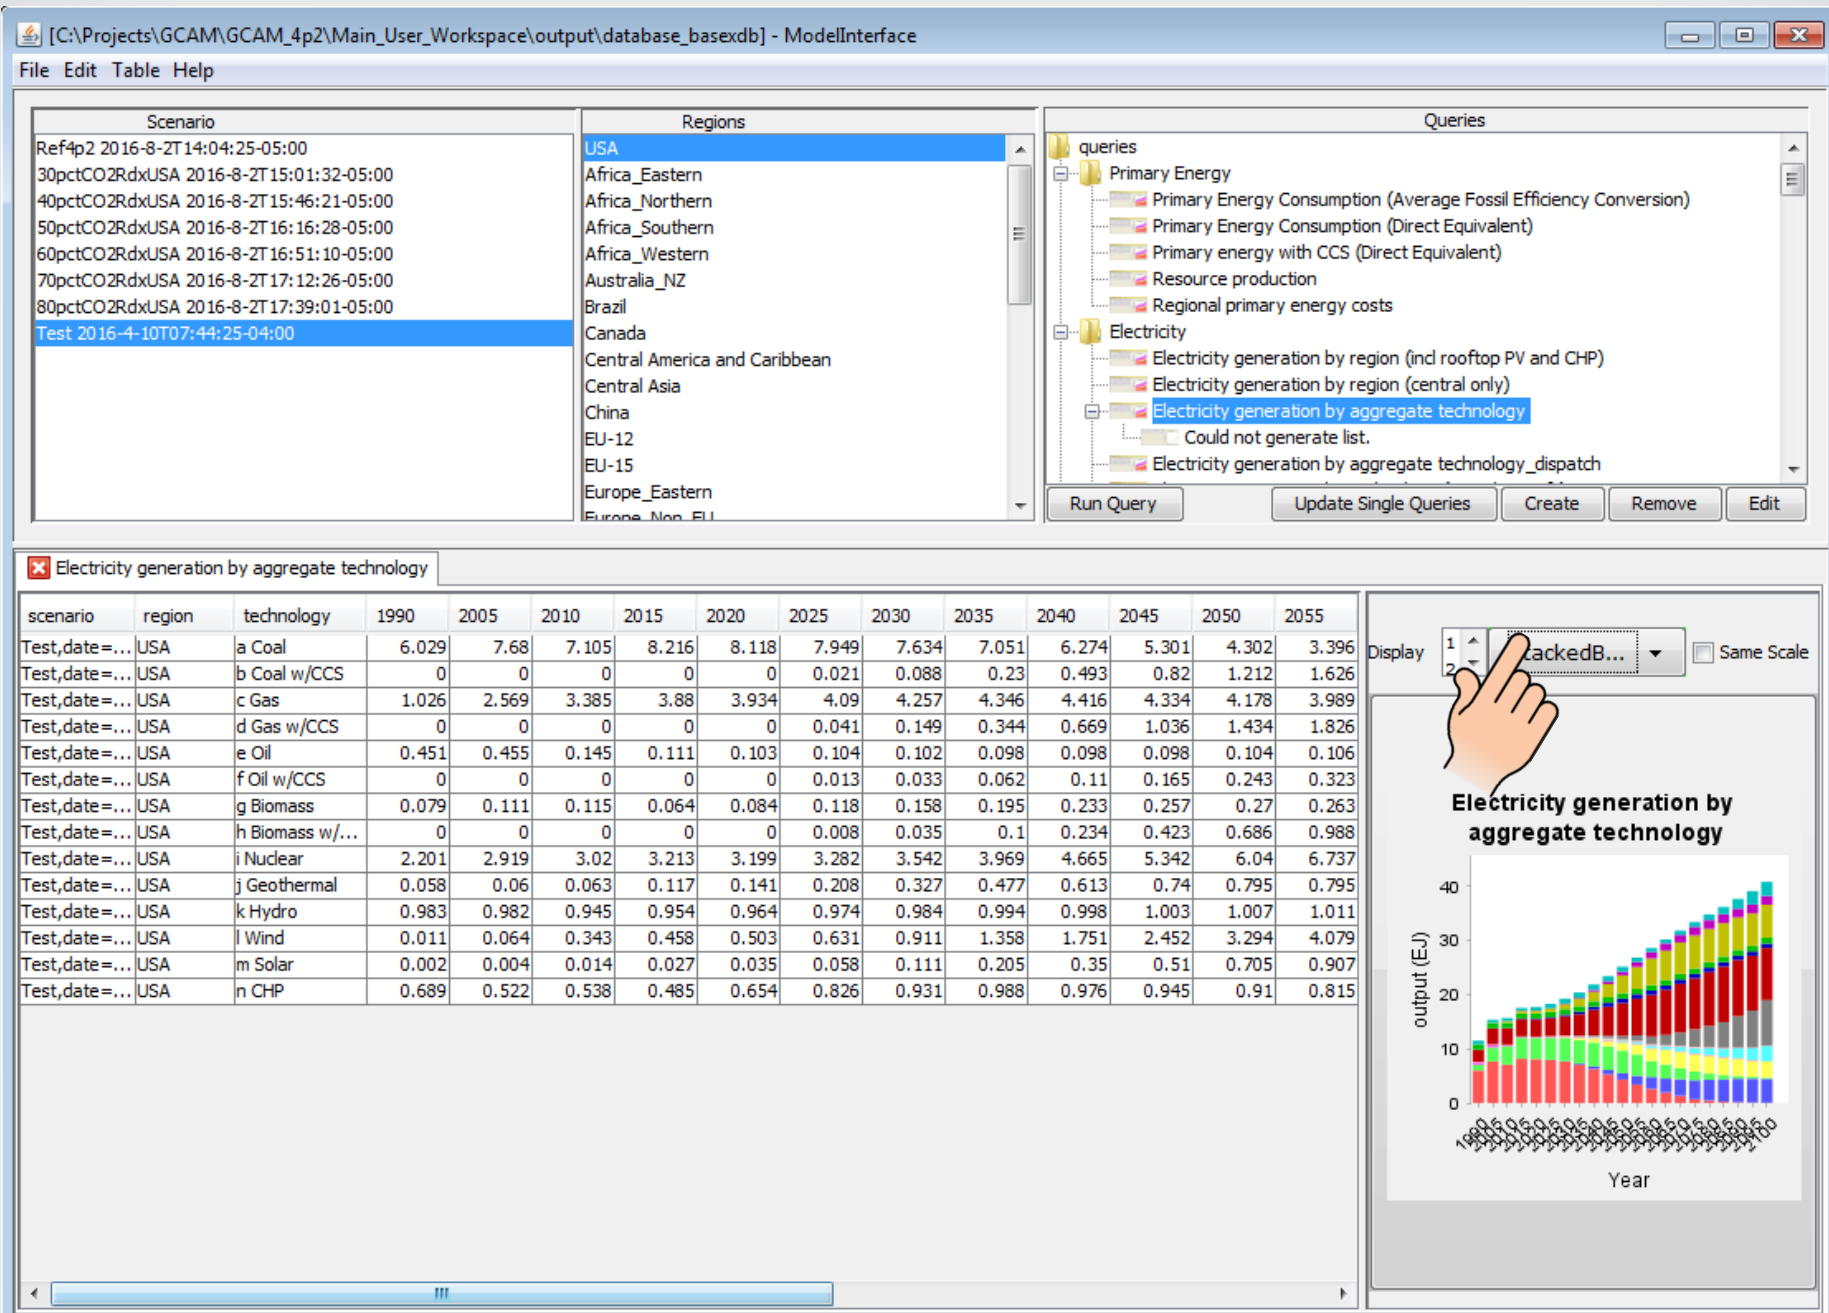 [C:\Projects\GCAM\GCAM_4p2\Main_User_Workspace\output\database_basexdb] - ModelInterface
File Edit Table Help
Scenario
Ref4p2 2016-8-2T14:04:25-05:00
30pctCO2RdxUSA 2016-8-2T15:01:32-05:00
40pctCO2RdxUSA 2016-8-2T15:46:21-05:00
50pctCO2RdxUSA 2016-8-2T16:16:28-05:00
60pctCO2RdxUSA 2016-8-2T16:51:10-05:00
70pctCO2RdxUSA 2016-8-2T17:12:26-05:00
80pctCO2RdxUSA 2016-8-2T17:39:01-05:00
Test 2016-4-10T07:44:25-04:00
Regions
USA
Africa_Eastern
Africa_Northern
Africa_Southern
Africa_Western
Australia_NZ
Brazil
Canada
Central America and Caribbean
Central Asia
China
EU-12
EU-15
Europe_Eastern
Europe_Non_EU
Queries
queries
Primary Energy
Primary Energy Consumption (Average Fossil Efficiency Conversion)
Primary Energy Consumption (Direct Equivalent)
Primary energy with CCS (Direct Equivalent)
Resource production
Regional primary energy costs
Electricity
Electricity generation by region (incl rooftop PV and CHP)
Electricity generation by region (central only)
Electricity generation by aggregate technology
Could not generate list.
Electricity generation by aggregate technology_dispatch
Run Query Update Single Queries Create Remove Edit
Electricity generation by aggregate technology
scenario region technology 1990 2005 2010 2015 2020 2025 2030 2035 2040 2045 2050 2055
Test,date=... USA a Coal 6.029 7.68 7.105 8.216 8.118 7.949 7.634 7.051 6.274 5.301 4.302 3.396
Test,date=... USA b Coal w/CCS 0 0 0 0 0 0.021 0.088 0.23 0.493 0.82 1.212 1.626
Test,date=... USA c Gas 1.026 2.569 3.385 3.88 3.934 4.09 4.257 4.346 4.416 4.334 4.178 3.989
Test,date=... USA d Gas w/CCS 0 0 0 0 0 0.041 0.149 0.344 0.669 1.036 1.434 1.826
Test,date=... USA e Oil 0.451 0.455 0.145 0.111 0.103 0.104 0.102 0.098 0.098 0.098 0.104 0.106
Test,date=... USA f Oil w/CCS 0 0 0 0 0 0.013 0.033 0.062 0.11 0.165 0.243 0.323
Test,date=... USA g Biomass 0.079 0.111 0.115 0.064 0.084 0.118 0.158 0.195 0.233 0.257 0.27 0.263
Test,date=... USA h Biomass w/... 0 0 0 0 0 0.008 0.035 0.1 0.234 0.423 0.686 0.988
Test,date=... USA i Nuclear 2.201 2.919 3.02 3.213 3.199 3.282 3.542 3.969 4.665 5.342 6.04 6.737
Test,date=... USA j Geothermal 0.058 0.06 0.063 0.117 0.141 0.208 0.327 0.477 0.613 0.74 0.795 0.795
Test,date=... USA k Hydro 0.983 0.982 0.945 0.954 0.964 0.974 0.984 0.994 0.998 1.003 1.007 1.011
Test,date=... USA l Wind 0.011 0.064 0.343 0.458 0.503 0.631 0.911 1.358 1.751 2.452 3.294 4.079
Test,date=... USA m Solar 0.002 0.004 0.014 0.027 0.035 0.058 0.111 0.205 0.35 0.51 0.705 0.907
Test,date=... USA n CHP 0.689 0.522 0.538 0.485 0.654 0.826 0.931 0.988 0.976 0.945 0.91 0.815
Display 1 tackedB... Same Scale
2
Electricity generation by
aggregate technology
40
30
20
10
0
output (EJ)
1990 2005 2010 2015 2020 2025 2030 2035 2040 2045 2050 2055 2060 2065 2070 2075 2080 2085 2090 2095 2100
Year